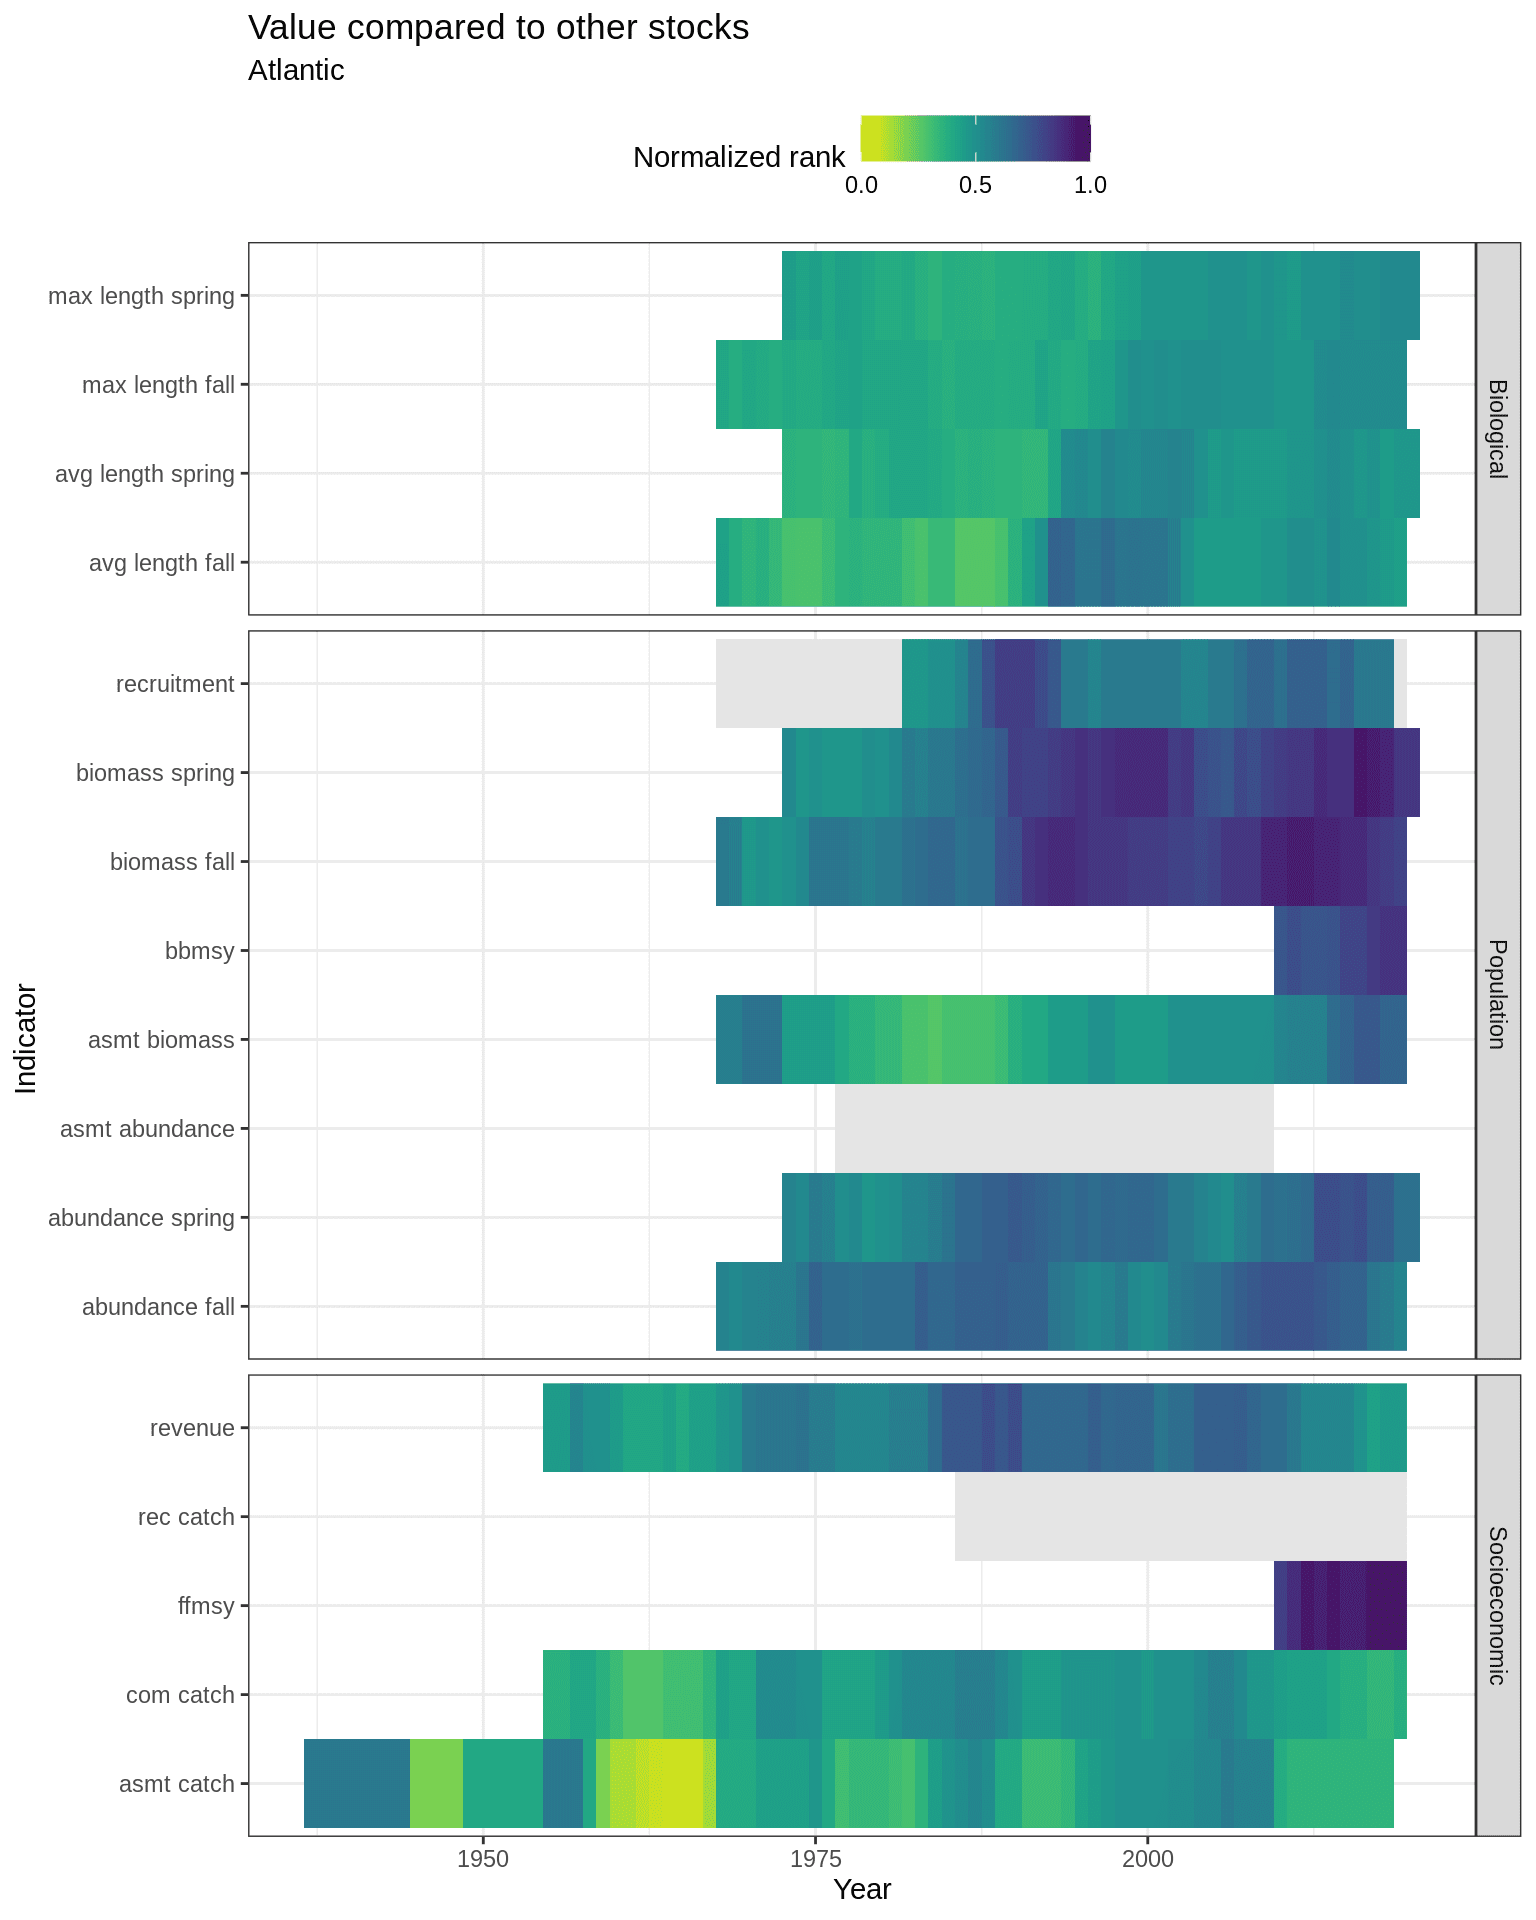 Value compared to other stocks
Atlantic
Normalized rank
0.0 0.5 1.0
max length spring
max length fall
avg length spring
avg length fall
Biological
recruitment
biomass spring
biomass fall
bbmsy
asmt biomass
asmt abundance
abundance spring
abundance fall
Population
revenue
rec catch
ffmsy
com catch
asmt catch
Socioeconomic
Indicator
1950 1975 2000
Year